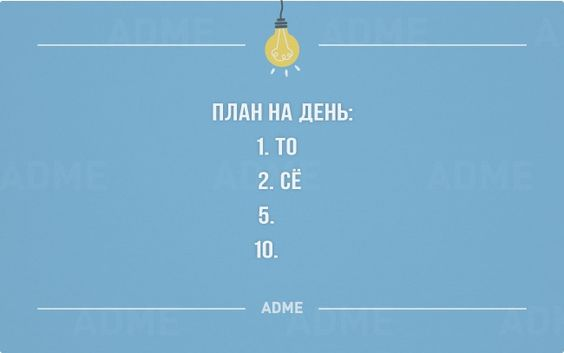 ПЛАН НА ДЕНЬ:
1. ТО
2. СЁ
5.
10.
ADME